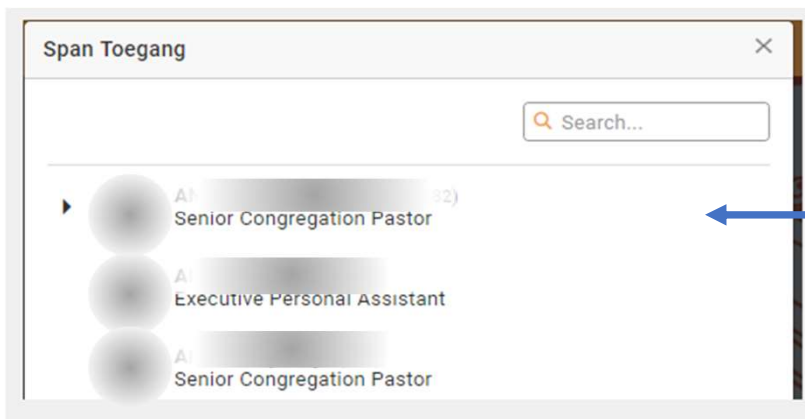 Span Toegang
Search...
Senior Congregation Pastor
Executive Personal Assistant
Senior Congregation Pastor